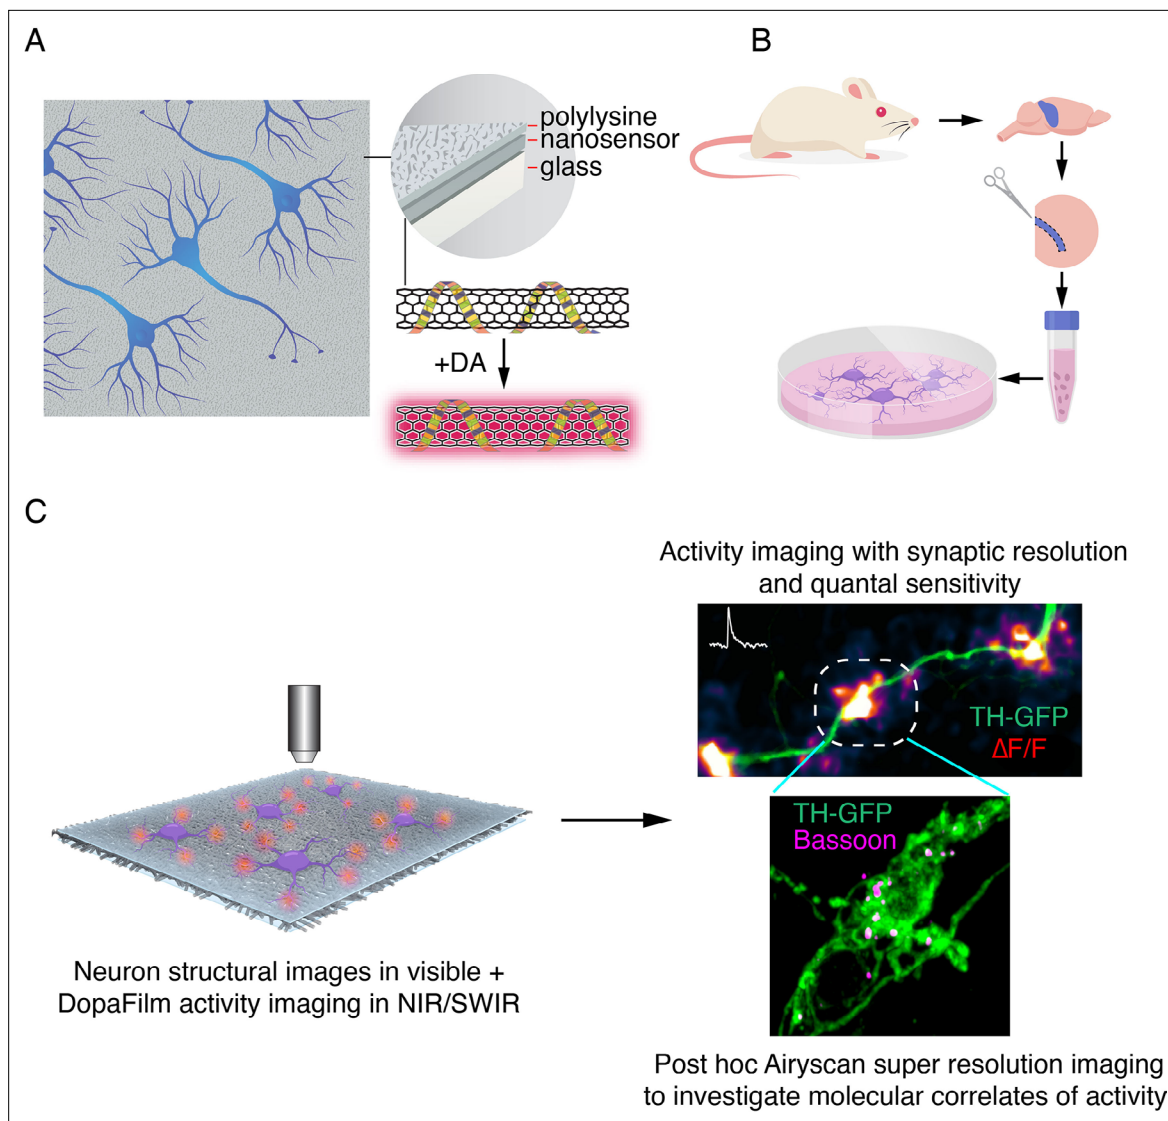 A
polylysine
nanosensor
glass
+DA
B
C
Activity imaging with synaptic resolution
and quantal sensitivity
TH-GFP
ΔF/F
TH-GFP
Bassoon
Neuron structural images in visible +
DopaFilm activity imaging in NIR/SWIR
Post hoc Airyscan super resolution imaging
to investigate molecular correlates of activity